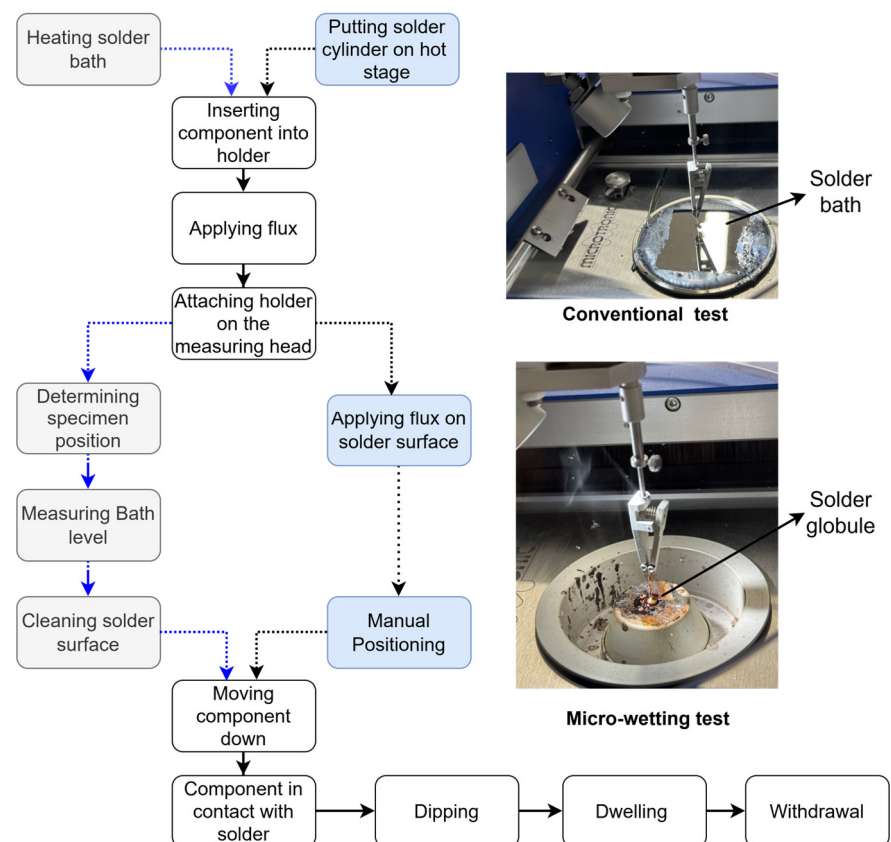 Heating solder
bath
Putting solder
cylinder on hot
stage
Inserting
component into
holder
Applying flux
Attaching holder
on the
measuring head
Determining
specimen
position
Applying flux on
solder surface
Measuring Bath
level
Cleaning solder
surface
Manual
Positioning
Moving
component
down
Component in
contact with
solder
Dipping
Dwelling
Withdrawal
microtronic
Solder
bath
Conventional test
Solder
globule
Micro-wetting test